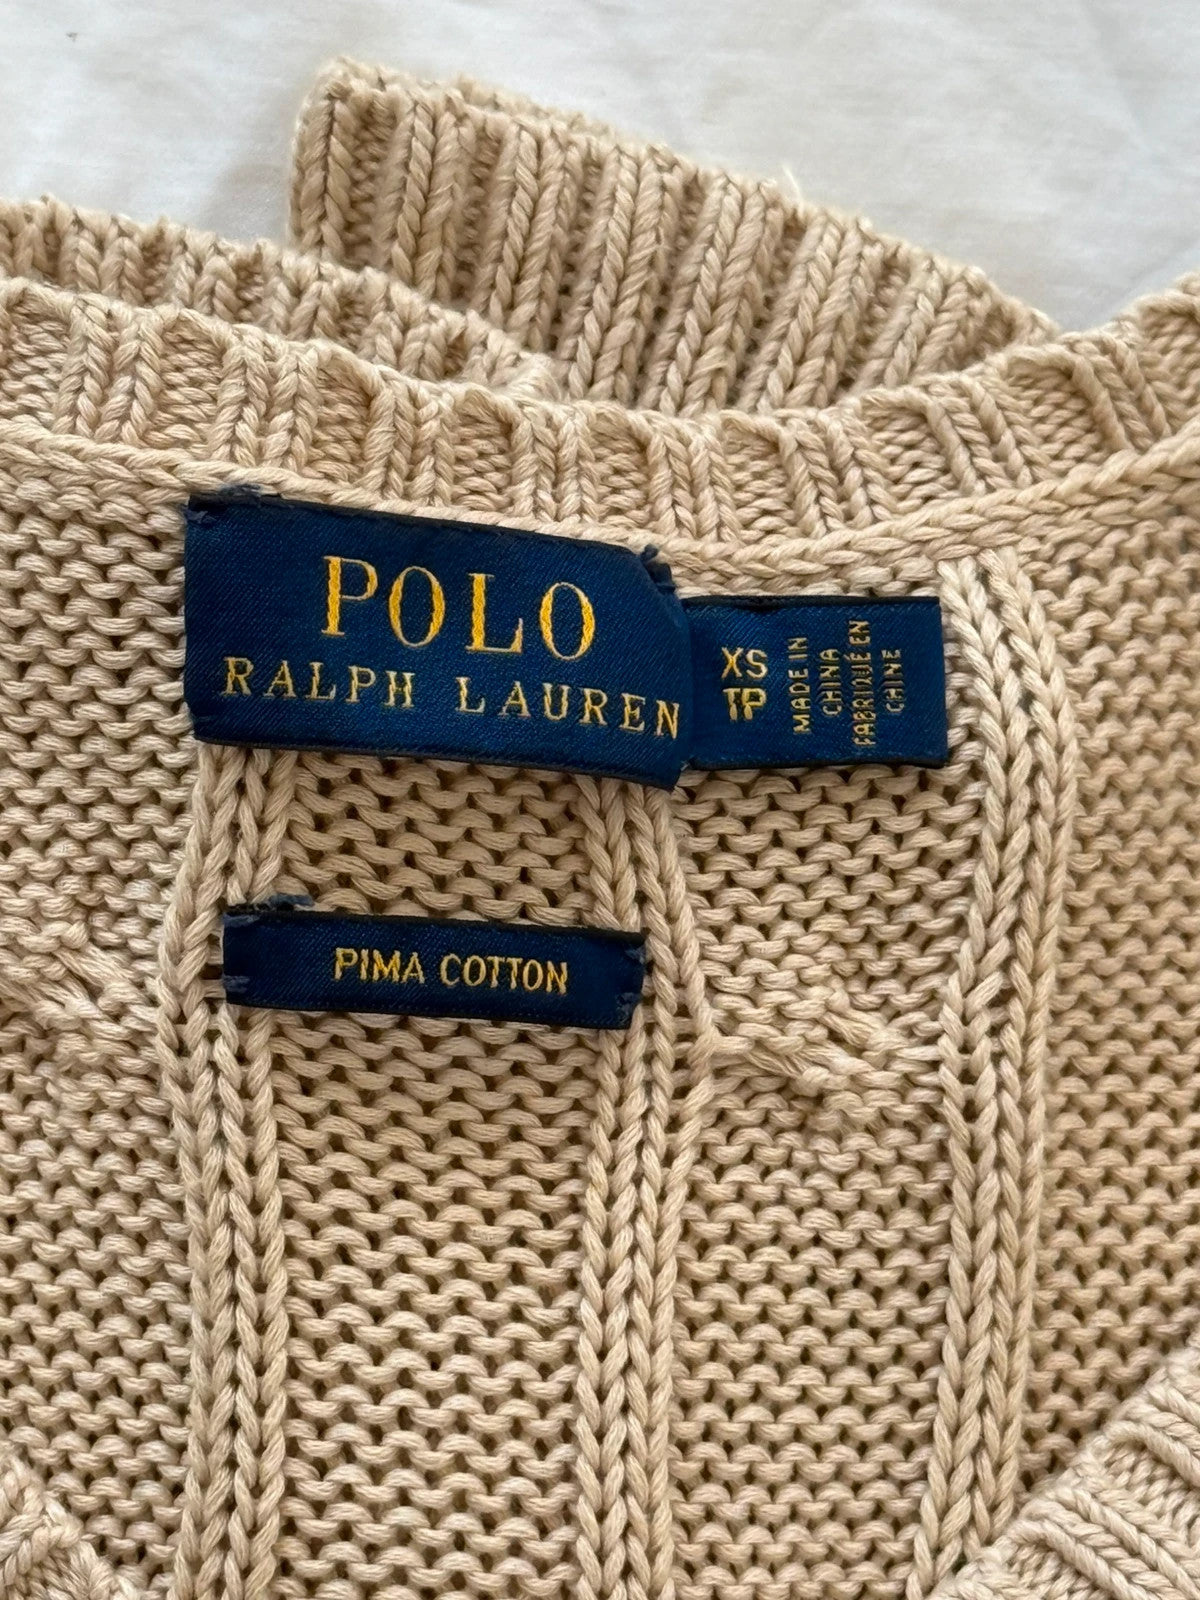 POLO
RALPH LAUREN
XS
TP
MADE IN
CHINA
FABRIQUÉ EN
CHINE
PIMA COTTON